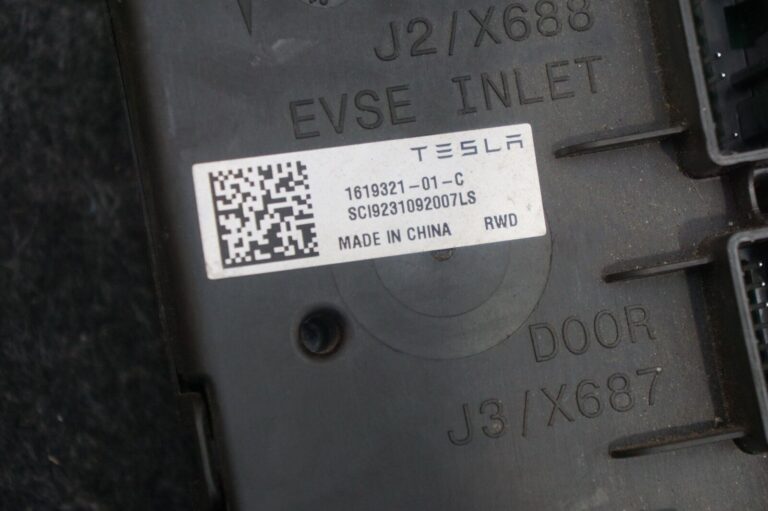 J2/X688
EVSE INLET
TESLA
1619321-01-C
SCI9231092007LS
MADE IN CHINA RWD
DOOR
J3/X687